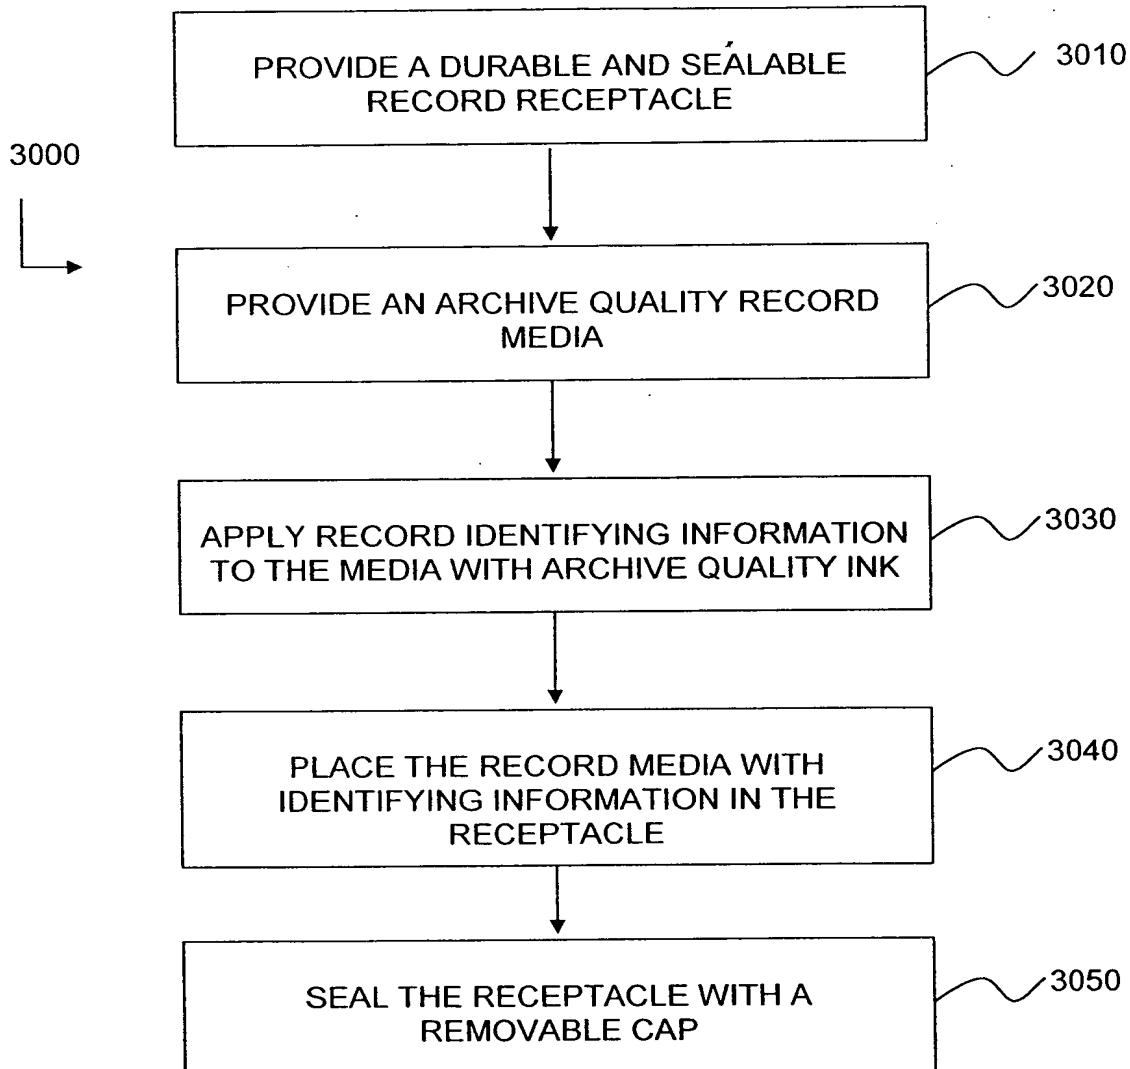 PROVIDE A DURABLE AND SEALABLE
RECORD RECEPTACLE
3010
3000
PROVIDE AN ARCHIVE QUALITY RECORD
MEDIA
3020
APPLY RECORD IDENTIFYING INFORMATION
TO THE MEDIA WITH ARCHIVE QUALITY INK
3030
PLACE THE RECORD MEDIA WITH
IDENTIFYING INFORMATION IN THE
RECEPTACLE
3040
SEAL THE RECEPTACLE WITH A
REMOVABLE CAP
3050